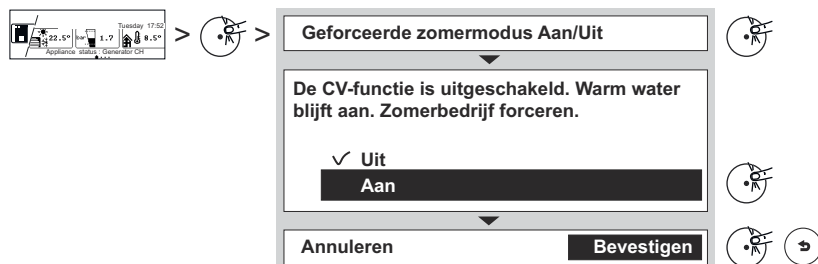 Tuesday 17:52
22.5° bar 1.7 8.5°
Appliance status : Generator CH
> >
Geforceerde zomermodus Aan/Uit
De CV-functie is uitgeschakeld. Warm water
blijft aan. Zomerbedrijf forceren.
✓ Uit
Aan
Annuleren Bevestigen